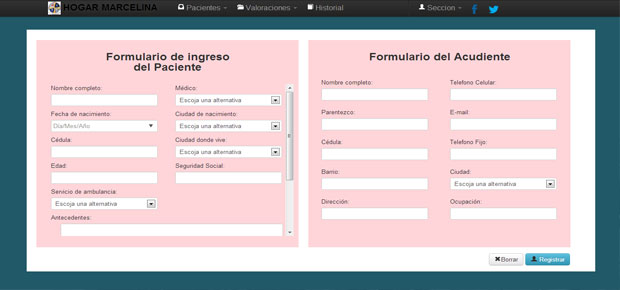 HOGAR MARCELINA
Pacientes
Valoraciones
Historial
Seccion
Formulario de ingreso
del Paciente
Nombre completo:
Médico:
Escoja una alternativa
Fecha de nacimiento:
Ciudad de nacimiento:
Día/Mes/Año
Escoja una alternativa
Cédula:
Ciudad donde vive:
Escoja una alternativa
Edad:
Seguridad Social:
Servicio de ambulancia:
Escoja una alternativa
Antecedentes:
Formulario del Acudiente
Nombre completo:
Telefono Celular:
Parentezco:
E-mail:
Cédula:
Telefono Fijo:
Barrio:
Ciudad:
Escoja una alternativa
Dirección:
Ocupación:
Borrar
Registrar